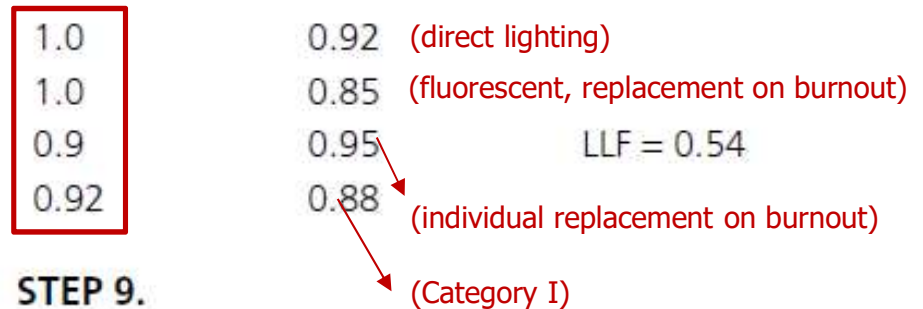 1.0 0.92 (direct lighting)
1.0 0.85 (fluorescent, replacement on burnout)
0.9 0.95 LLF = 0.54
0.92 0.88
(individual replacement on burnout)
STEP 9. (Category I)